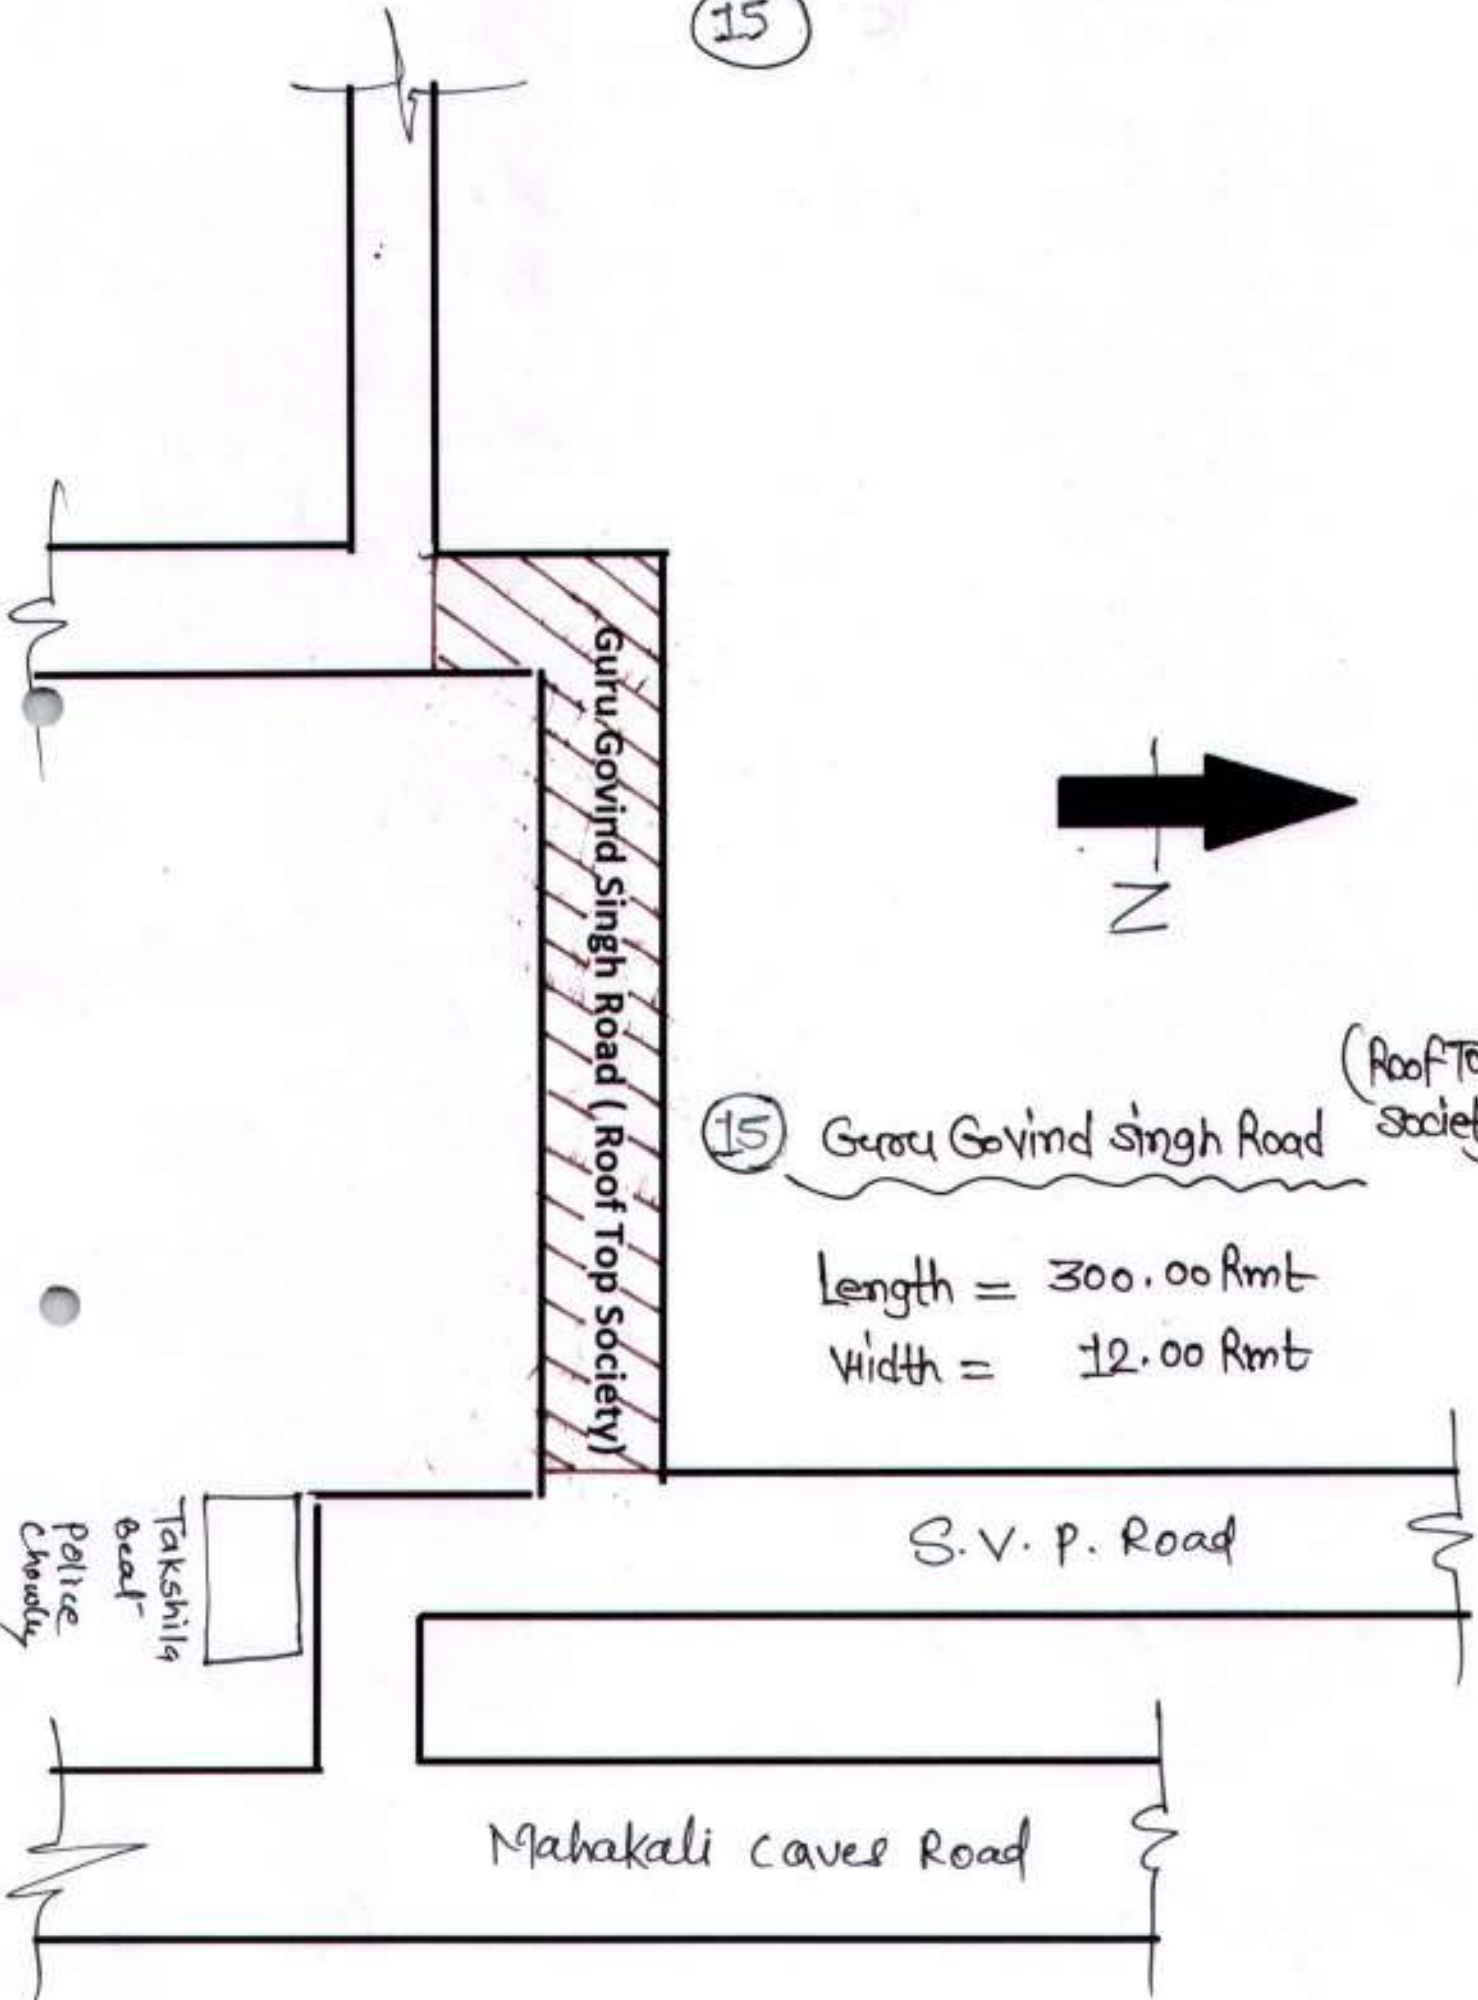 15
Guru Govind Singh Road ( Roof Top Society)
N
15 Guru Govind Singh Road
(Roof To
Societ
Length = 300.00 Rmt
Width = 12.00 Rmt
S.V.P. Road
Takshila
Beat
Police
Chowky
Mahakali Caves Road